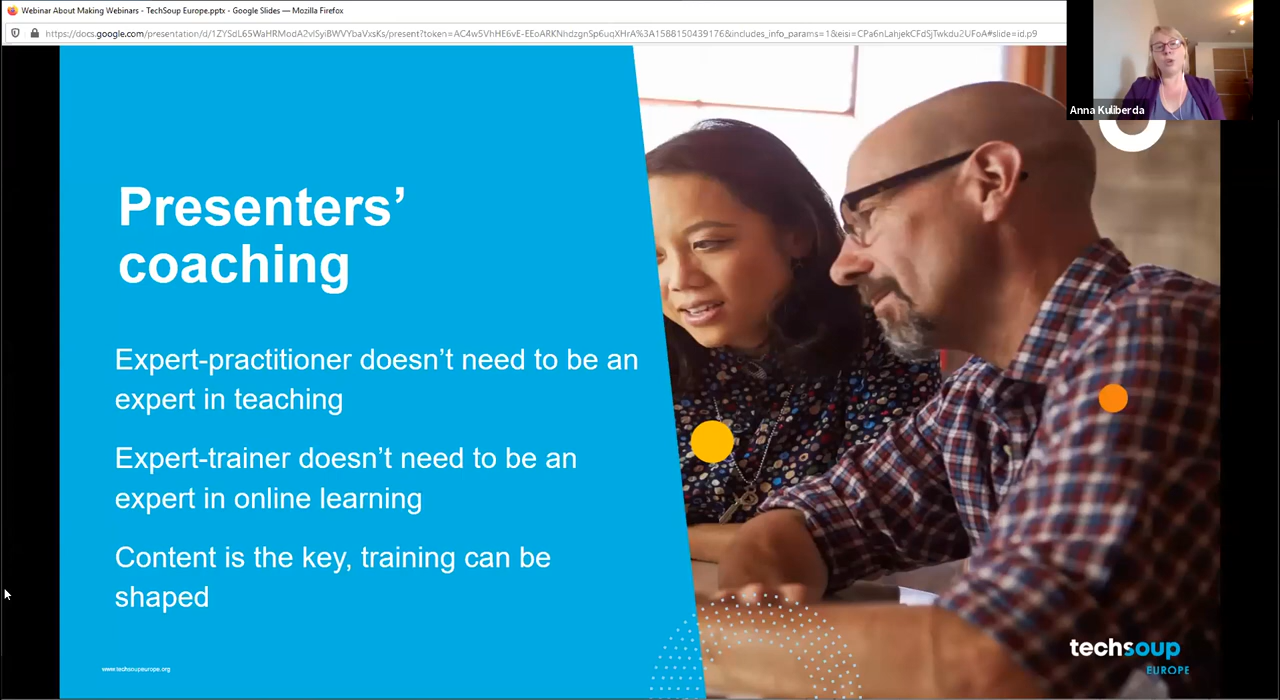 Webinar About Making Webinars - TechSoup Europe.pptx - Google Slides — Mozilla Firefox
Anna Kuliberda
Presenters’
coaching
Expert-practitioner doesn’t need to be an
expert in teaching
Expert-trainer doesn’t need to be an
expert in online learning
Content is the key, training can be
shaped
www.techsoupeurope.org
techsoup
EUROPE